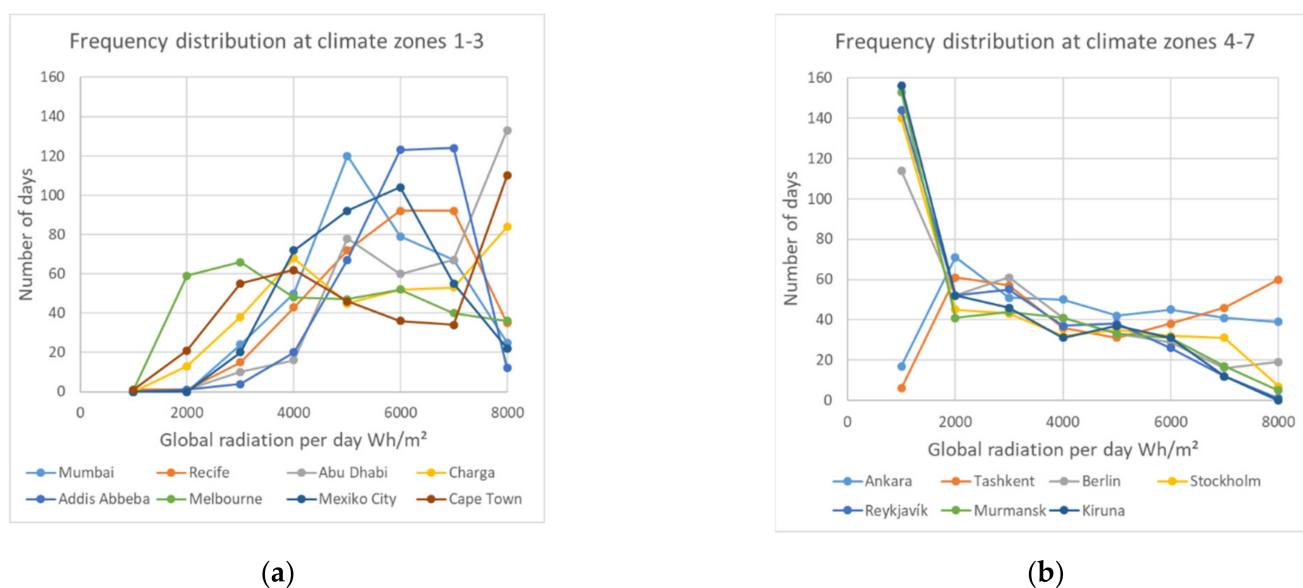 Frequency distribution at climate zones 1-3
160
140
120
100
80
60
40
20
0
Number of days
0 2000 4000 6000 8000
Global radiation per day Wh/m²
Mumbai Recife Abu Dhabi Charga
Addis Abbeba Melbourne Mexiko City Cape Town
(a)
Frequency distribution at climate zones 4-7
160
140
120
100
80
60
40
20
0
Number of days
0 2000 4000 6000 8000
Global radiation per day Wh/m²
Ankara Tashkent Berlin Stockholm
Reykjavík Murmansk Kiruna
(b)